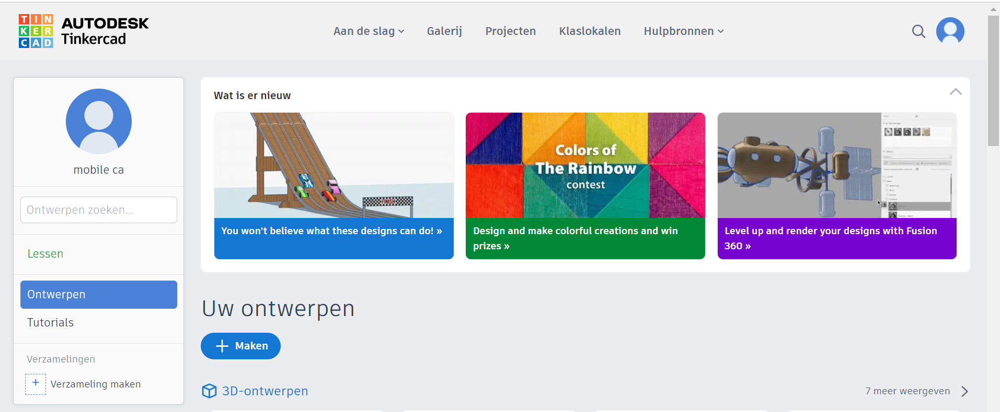 TINKERCAD
AUTODESK
Tinkercad
Aan de slag
Galerij
Projecten
Klaslokalen
Hulpbronnen
mobile ca
Ontwerpen zoeken...
Lessen
Ontwerpen
Tutorials
Verzamelingen
+ Verzameling maken
Wat is er nieuw
FINISH
You won't believe what these designs can do! »
Colors of
The Rainbow
contest
Design and make colorful creations and win
prizes »
Level up and render your designs with Fusion
360 »
Uw ontwerpen
+ Maken
3D-ontwerpen
7 meer weergeven